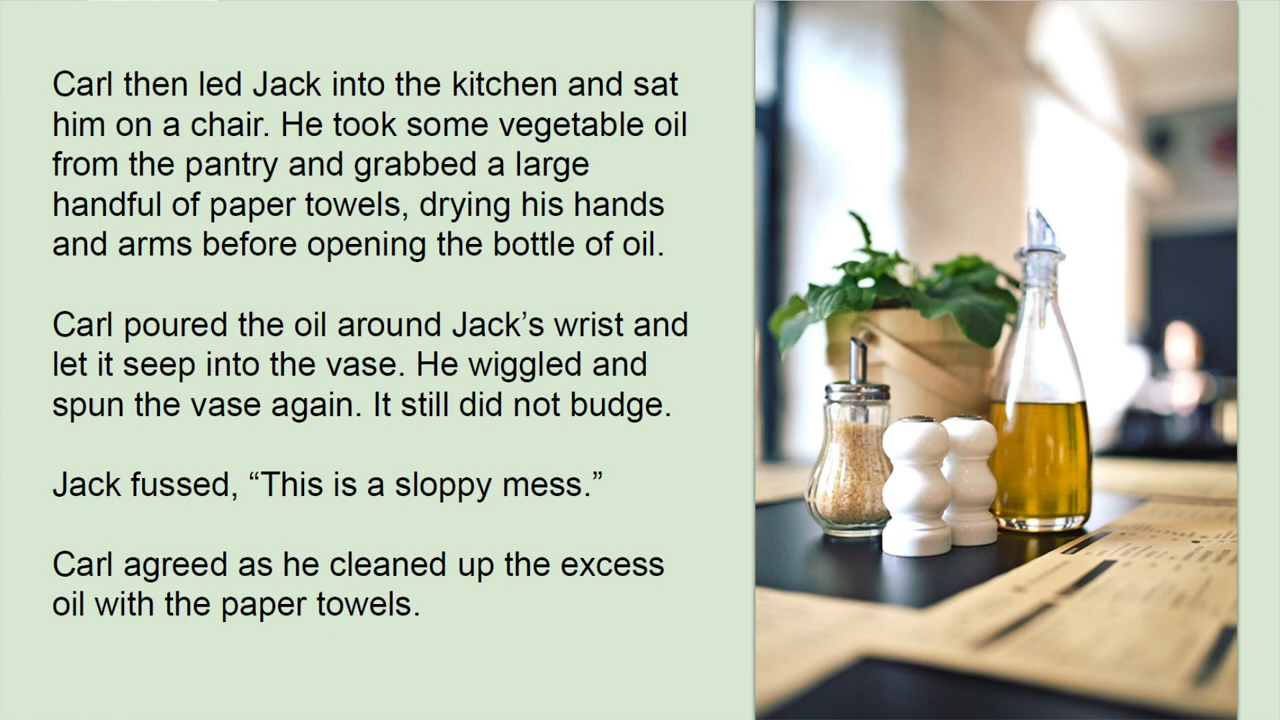 Carl then led Jack into the kitchen and sat
him on a chair. He took some vegetable oil
from the pantry and grabbed a large
handful of paper towels, drying his hands
and arms before opening the bottle of oil.
Carl poured the oil around Jack’s wrist and
let it seep into the vase. He wiggled and
spun the vase again. It still did not budge.
Jack fussed, “This is a sloppy mess.”
Carl agreed as he cleaned up the excess
oil with the paper towels.